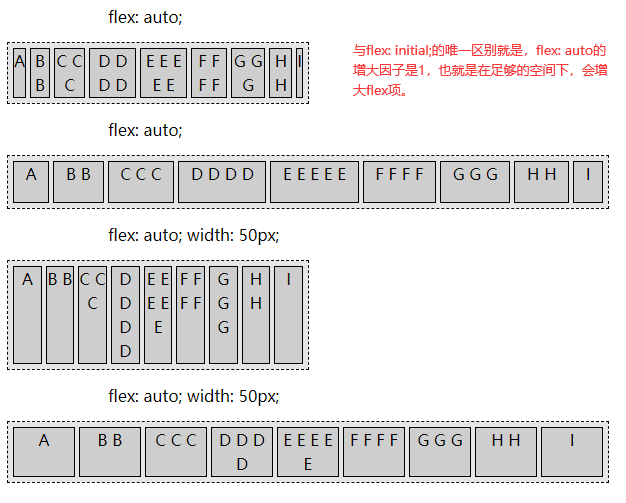 flex: auto;
A B C C D D E E E F F G G H I
B C D D E E F F G H
与flex: initial;的唯一区别就是，flex: auto的
增大因子是1，也就是在足够的空间下，会增
大flex项。
flex: auto;
A B B C C C D D D D E E E E E F F F F G G G H H I
flex: auto; width: 50px;
A B B C C D E E F F G H I
C D E E F F G H
D E G
D
flex: auto; width: 50px;
A B B C C C D D D E E E E F F F F G G G H H I
D E